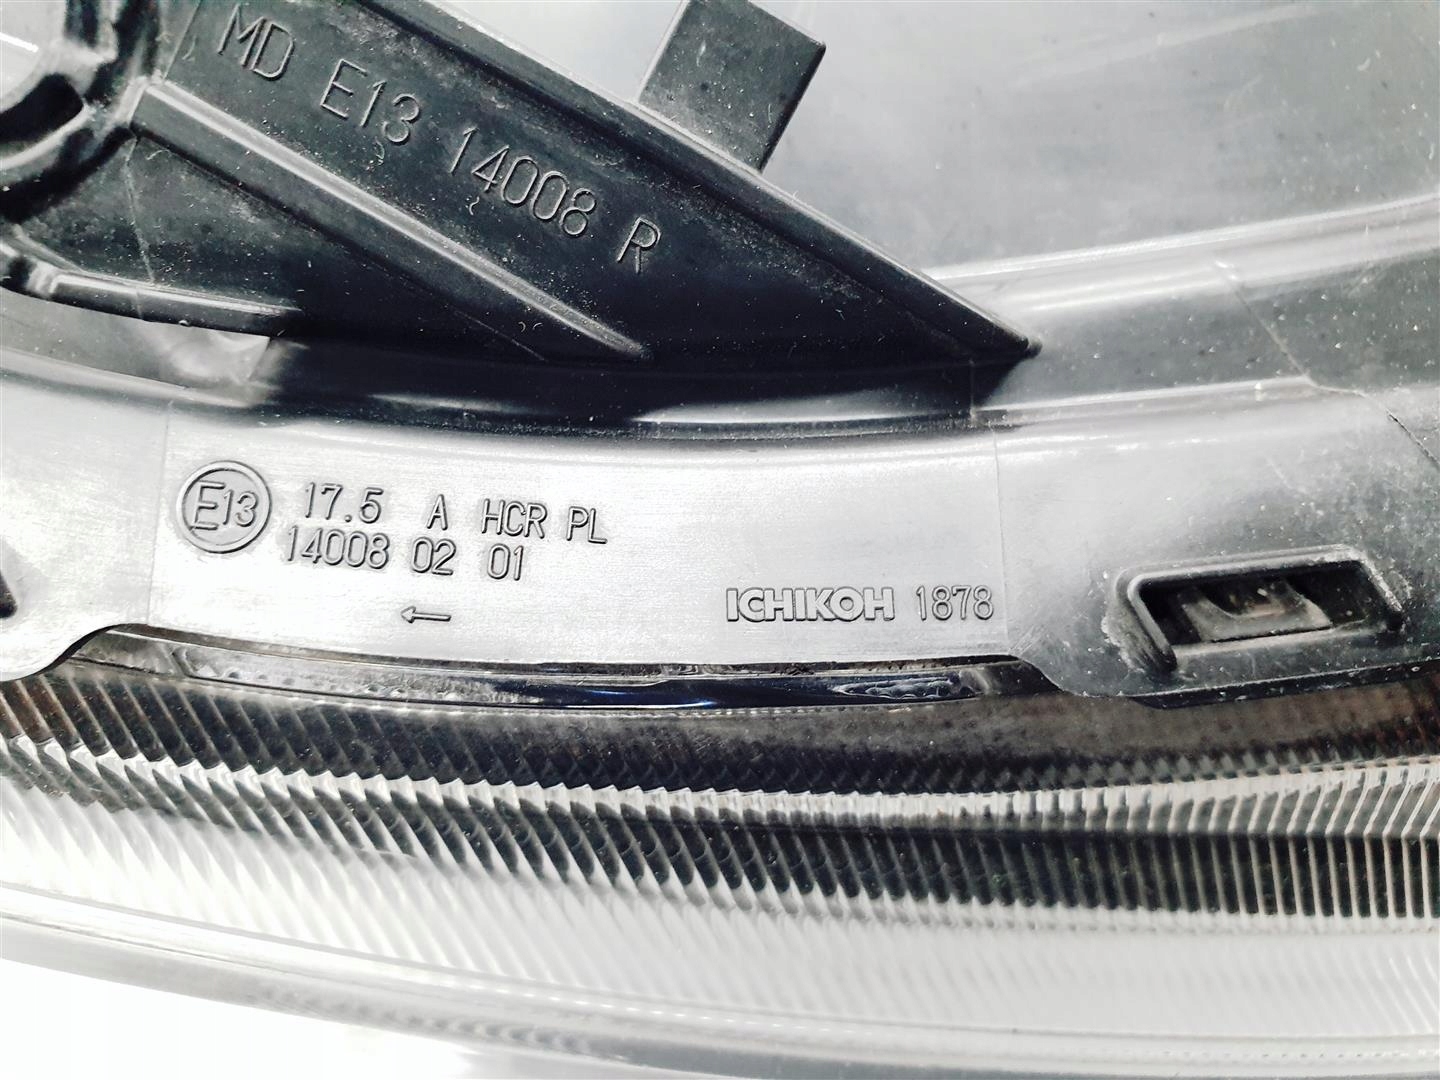 MD E13 14008 R
E13 17.5 A HCR PL
14008 02 01
←
ICHIKOH 1878